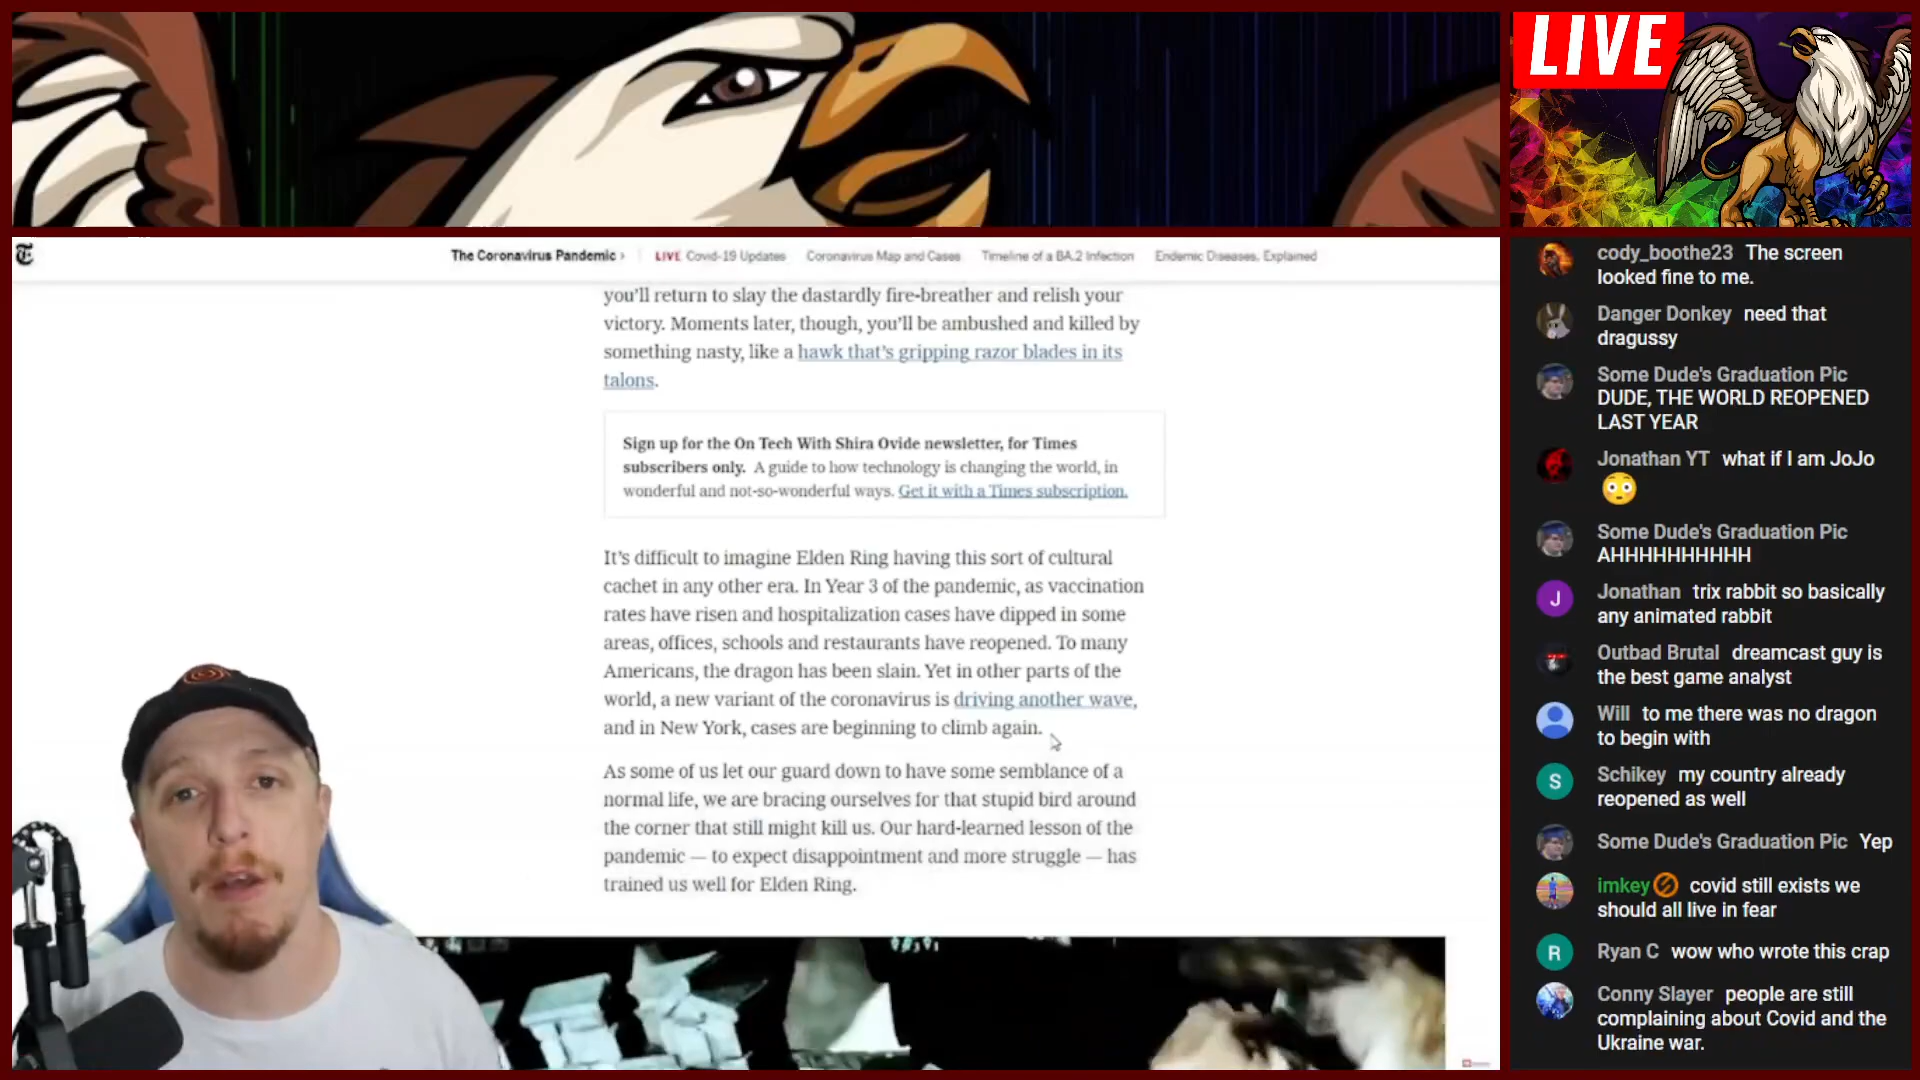 LIVE
The Coronavirus Pandemic ›
LIVE Covid-19 Updates
Coronavirus Map and Cases
Timeline of a BA.2 Infection
Endemic Diseases, Explained
you’ll return to slay the dastardly fire-breather and relish your
victory. Moments later, though, you’ll be ambushed and killed by
something nasty, like a hawk that’s gripping razor blades in its
talons.
Sign up for the On Tech With Shira Ovide newsletter, for Times
subscribers only. A guide to how technology is changing the world, in
wonderful and not-so-wonderful ways. Get it with a Times subscription.
It’s difficult to imagine Elden Ring having this sort of cultural
cachet in any other era. In Year 3 of the pandemic, as vaccination
rates have risen and hospitalization cases have dipped in some
areas, offices, schools and restaurants have reopened. To many
Americans, the dragon has been slain. Yet in other parts of the
world, a new variant of the coronavirus is driving another wave,
and in New York, cases are beginning to climb again.
As some of us let our guard down to have some semblance of a
normal life, we are bracing ourselves for that stupid bird around
the corner that still might kill us. Our hard-learned lesson of the
pandemic — to expect disappointment and more struggle — has
trained us well for Elden Ring.
cody_boothe23 The screen
looked fine to me.
Danger Donkey need that
dragussy
Some Dude's Graduation Pic
DUDE, THE WORLD REOPENED
LAST YEAR
Jonathan YT what if I am JoJo
😳
Some Dude's Graduation Pic
AHHHHHHHHHH
J
Jonathan trix rabbit so basically
any animated rabbit
Outbad Brutal dreamcast guy is
the best game analyst
Will to me there was no dragon
to begin with
S
Schikey my country already
reopened as well
Some Dude's Graduation Pic Yep
imkey covid still exists we
should all live in fear
R
Ryan C wow who wrote this crap
Conny Slayer people are still
complaining about Covid and the
Ukraine war.